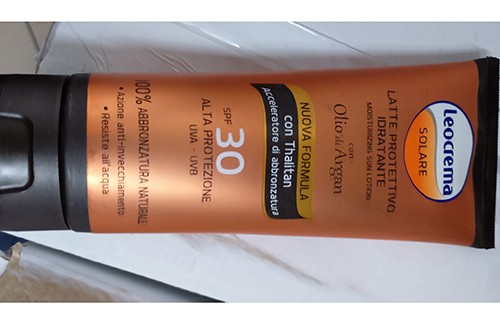 Leocrema
SOLARE
LATTE PROTETTIVO
IDRATANTE
MOISTURIZING SUN LOTION
con
Olio di Argan
NUOVA FORMULA
con Thalitan
Acceleratore di abbronzatura
SPF
30
ALTA PROTEZIONE
UVA - UVB
100% ABBRONZATURA NATURALE
• Azione anti-invecchiamento
• Resiste all'acqua